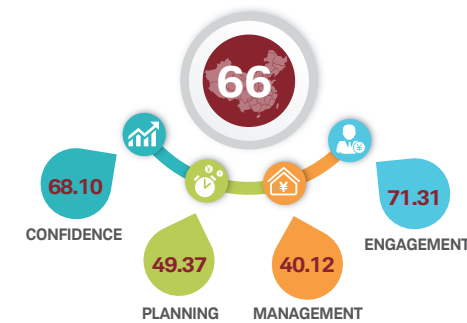 66
68.10
CONFIDENCE
49.37
PLANNING
40.12
MANAGEMENT
71.31
ENGAGEMENT
¥
¥